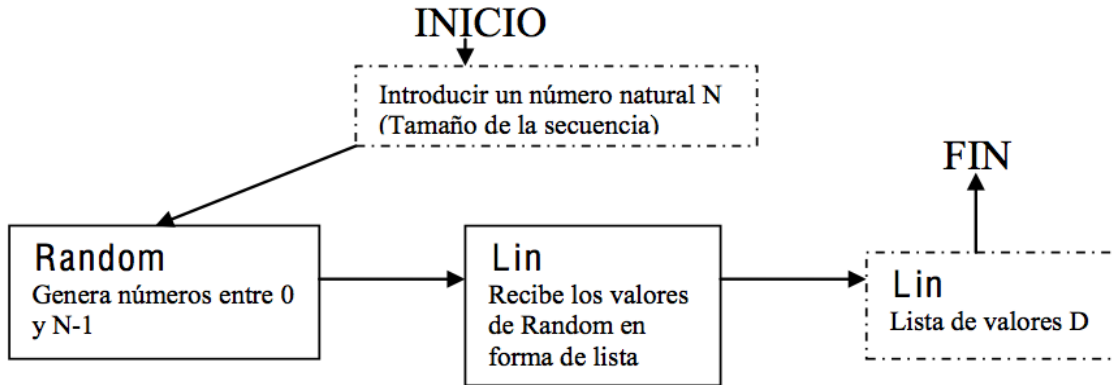 INICIO
Introducir un número natural N
(Tamaño de la secuencia)
FIN
Random
Genera números entre 0
y N-1
Lin
Recibe los valores
de Random en
forma de lista
Lin
Lista de valores D